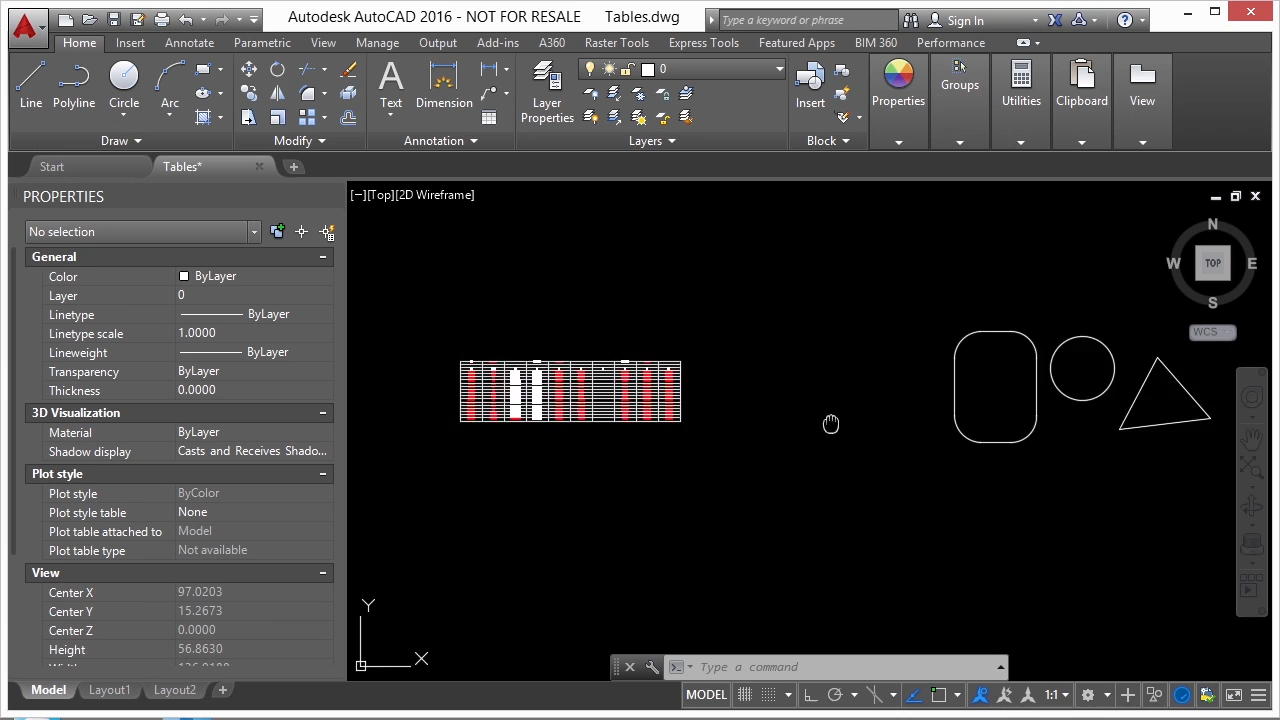 Autodesk AutoCAD 2016 - NOT FOR RESALE Tables.dwg
Type a keyword or phrase
Sign In
Home Insert Annotate Parametric View Manage Output Add-ins A360 Raster Tools Express Tools Featured Apps BIM 360 Performance
0
Line Polyline Circle Arc
Text Dimension
Layer
Properties
Insert
Properties
Groups
Utilities
Clipboard
View
Draw
Modify
Annotation
Layers
Block
Start
Tables*
PROPERTIES
[−][Top][2D Wireframe]
No selection
General
Color ByLayer
Layer 0
Linetype ByLayer
Linetype scale 1.0000
Lineweight ByLayer
Transparency ByLayer
Thickness 0.0000
3D Visualization
Material ByLayer
Shadow display Casts and Receives Shado...
Plot style
Plot style ByColor
Plot style table None
Plot table attached to Model
Plot table type Not available
View
Center X 97.0203
Center Y 15.2673
Center Z 0.0000
Height 56.8630
N
W TOP E
S
WCS
Y
X
Type a command
Model Layout1 Layout2
MODEL
1:1